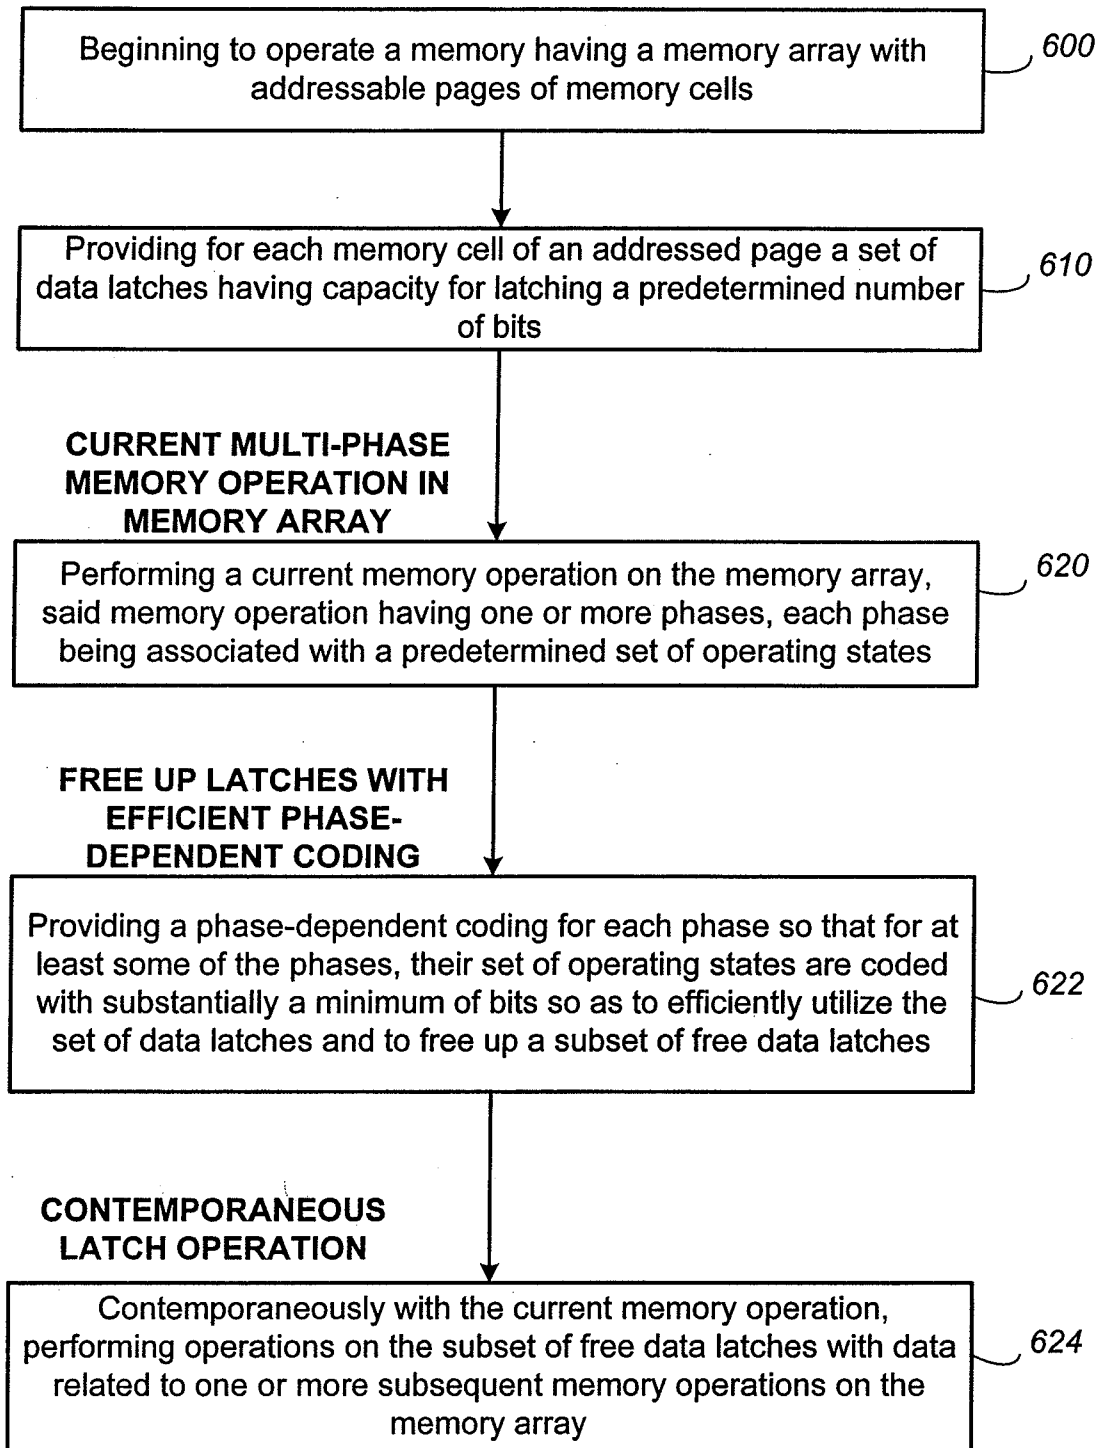 Beginning to operate a memory having a memory array with
addressable pages of memory cells
600
Providing for each memory cell of an addressed page a set of
data latches having capacity for latching a predetermined number
of bits
610
CURRENT MULTI-PHASE
MEMORY OPERATION IN
MEMORY ARRAY
Performing a current memory operation on the memory array,
said memory operation having one or more phases, each phase
being associated with a predetermined set of operating states
620
FREE UP LATCHES WITH
EFFICIENT PHASE-
DEPENDENT CODING
Providing a phase-dependent coding for each phase so that for at
least some of the phases, their set of operating states are coded
with substantially a minimum of bits so as to efficiently utilize the
set of data latches and to free up a subset of free data latches
622
CONTEMPORANEOUS
LATCH OPERATION
Contemporaneously with the current memory operation,
performing operations on the subset of free data latches with data
related to one or more subsequent memory operations on the
memory array
624